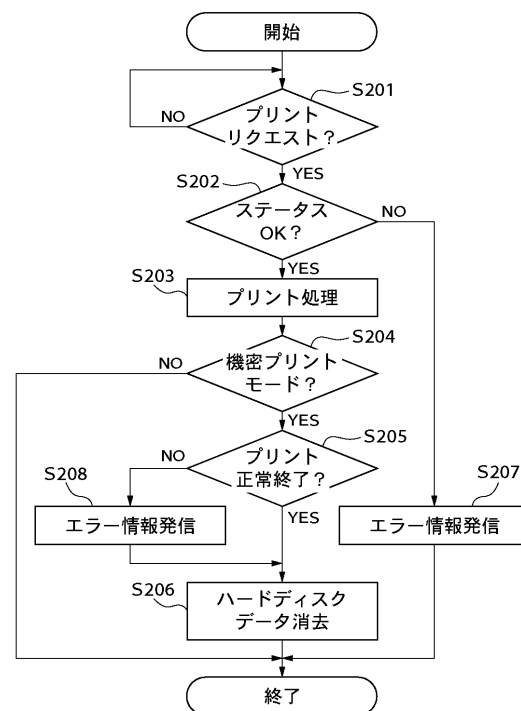 開始
S201
プリント
リクエスト？
NO
YES
S202
ステータス
OK？
NO
YES
S203
プリント処理
S204
機密プリント
モード？
NO
YES
S205
プリント
正常終了？
NO
YES
S208
エラー情報発信
S207
エラー情報発信
S206
ハードディスク
データ消去
終了